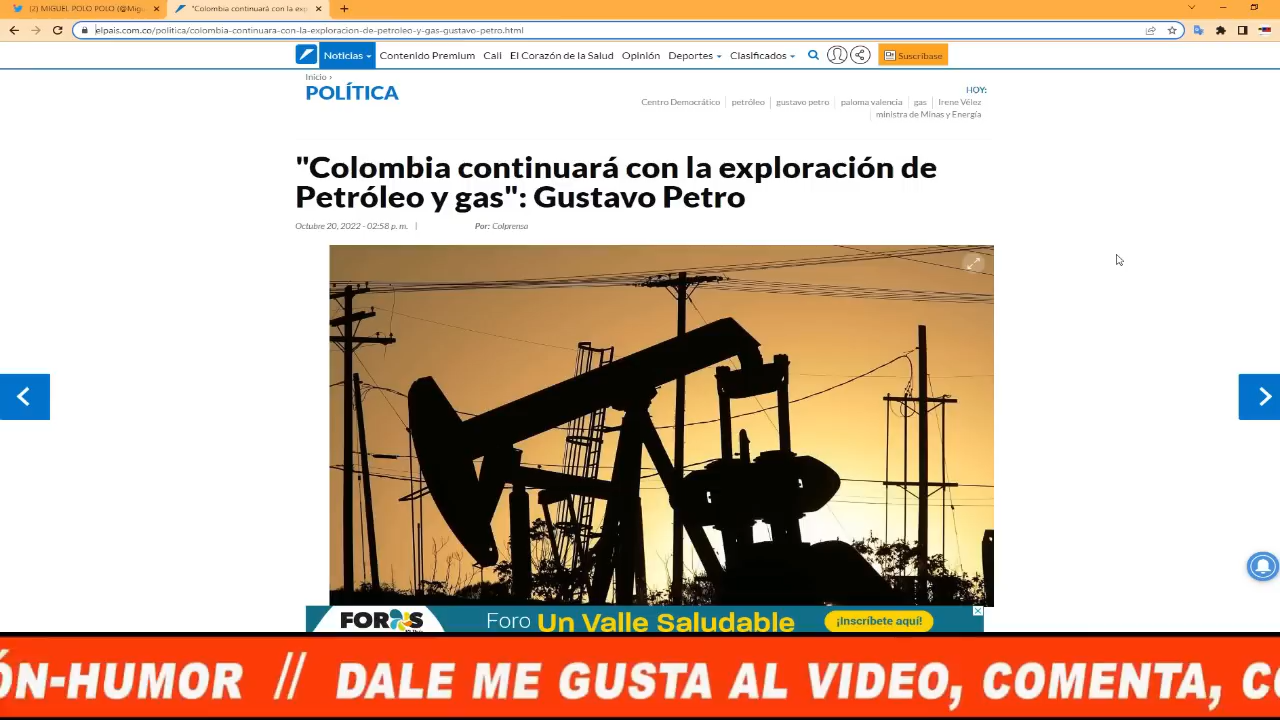 (2) MIGUEL POLO POLO (@Migu
"Colombia continuará con la exp
elpais.com.co/politica/colombia-continuara-con-la-exploracion-de-petroleo-y-gas-gustavo-petro.html
Noticias Contenido Premium Cali El Corazón de la Salud Opinión Deportes Clasificados Suscríbase
Inicio ›
POLÍTICA
HOY:
Centro Democrático petróleo gustavo petro paloma valencia gas Irene Vélez
ministra de Minas y Energía
"Colombia continuará con la exploración de
Petróleo y gas": Gustavo Petro
Octubre 20, 2022 - 02:58 p. m. | Por: Colprensa
FOROS Foro Un Valle Saludable ¡Inscríbete aquí!
ÓN-HUMOR // DALE ME GUSTA AL VIDEO, COMENTA, CO